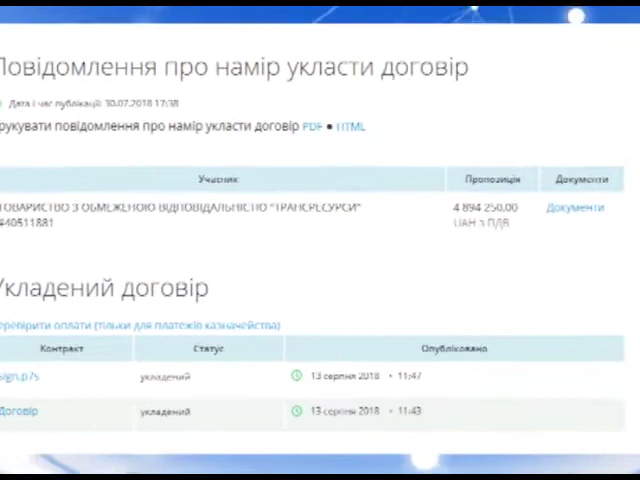 Повідомлення про намір укласти договір
Дата і час публікації: 30.07.2018 17:38
рукувати повідомлення про намір укласти договір PDF ● HTML
Учасник Пропозиція Документи
ТОВАРИСТВО З ОБМЕЖЕНОЮ ВІДПОВІДАЛЬНІСТЮ "ТРАНСРЕСУРСИ" 4 894 250,00 Документи
#40511881 UAH з ПДВ
Укладений договір
еревірити оплати (тільки для платежів казначейства)
Контракт Статус Опубліковано
sign.p7s укладений 13 серпня 2018 • 11:47
Договір укладений 13 серпня 2018 • 11:43